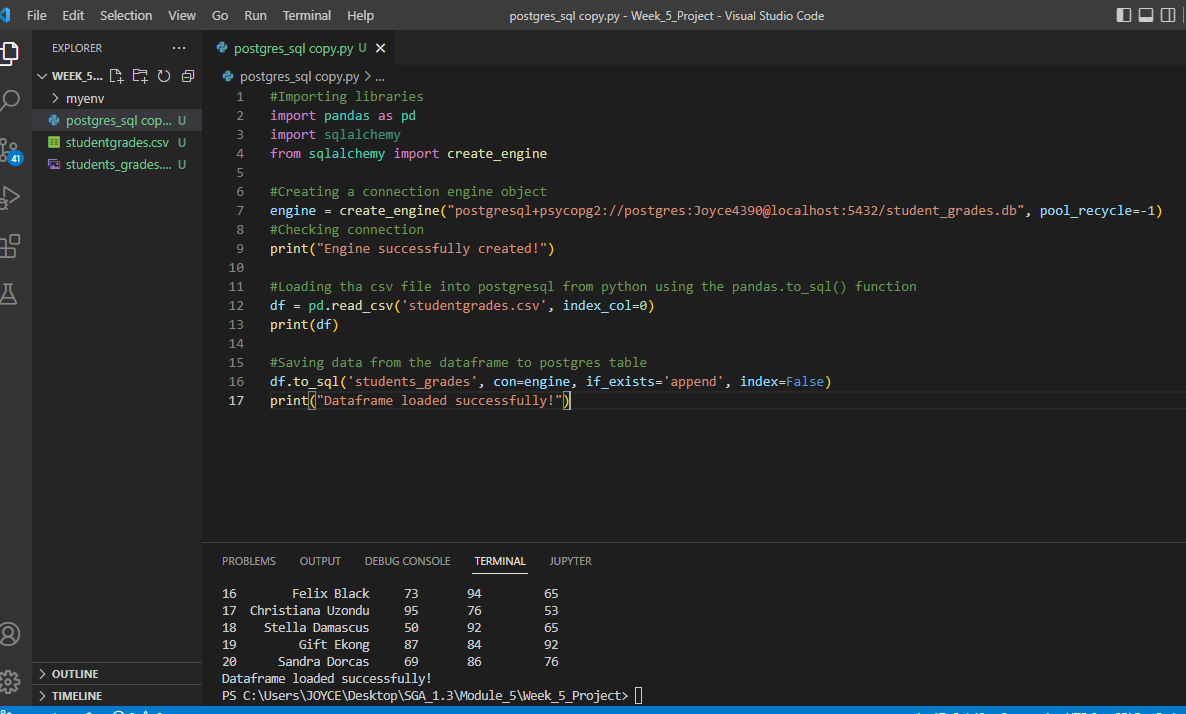 File Edit Selection View Go Run Terminal Help postgres_sql copy.py - Week_5_Project - Visual Studio Code
EXPLORER ...
WEEK_5...
myenv
postgres_sql cop... U
studentgrades.csv U
students_grades.... U
41
OUTLINE
TIMELINE
postgres_sql copy.py U
postgres_sql copy.py > ...
1 #Importing libraries
2 import pandas as pd
3 import sqlalchemy
4 from sqlalchemy import create_engine
5
6 #Creating a connection engine object
7 engine = create_engine("postgresql+psycopg2://postgres:Joyce4390@localhost:5432/student_grades.db", pool_recycle=-1)
8 #Checking connection
9 print("Engine successfully created!")
10
11 #Loading tha csv file into postgresql from python using the pandas.to_sql() function
12 df = pd.read_csv('studentgrades.csv', index_col=0)
13 print(df)
14
15 #Saving data from the dataframe to postgres table
16 df.to_sql('students_grades', con=engine, if_exists='append', index=False)
17 print("Dataframe loaded successfully!")
PROBLEMS OUTPUT DEBUG CONSOLE TERMINAL JUPYTER
16 Felix Black 73 94 65
17 Christiana Uzondu 95 76 53
18 Stella Damascus 50 92 65
19 Gift Ekong 87 84 92
20 Sandra Dorcas 69 86 76
Dataframe loaded successfully!
PS C:\Users\JOYCE\Desktop\SGA_1.3\Module_5\Week_5_Project>